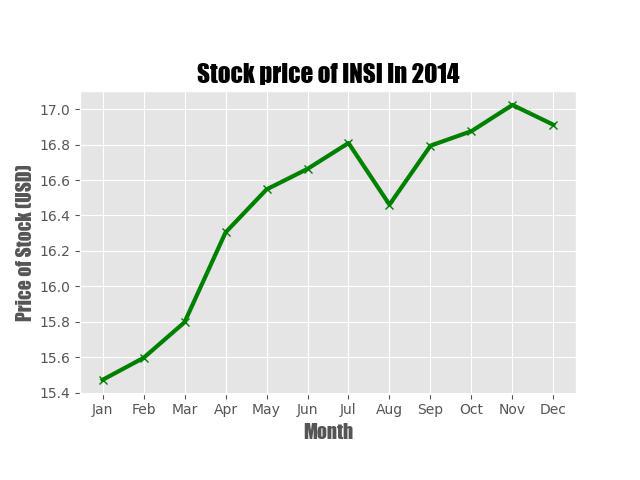 Stock price of INSI in 2014
17.0
16.8
16.6
16.4
16.2
16.0
15.8
15.6
15.4
Price of Stock (USD)
Jan Feb Mar Apr May Jun Jul Aug Sep Oct Nov Dec
Month